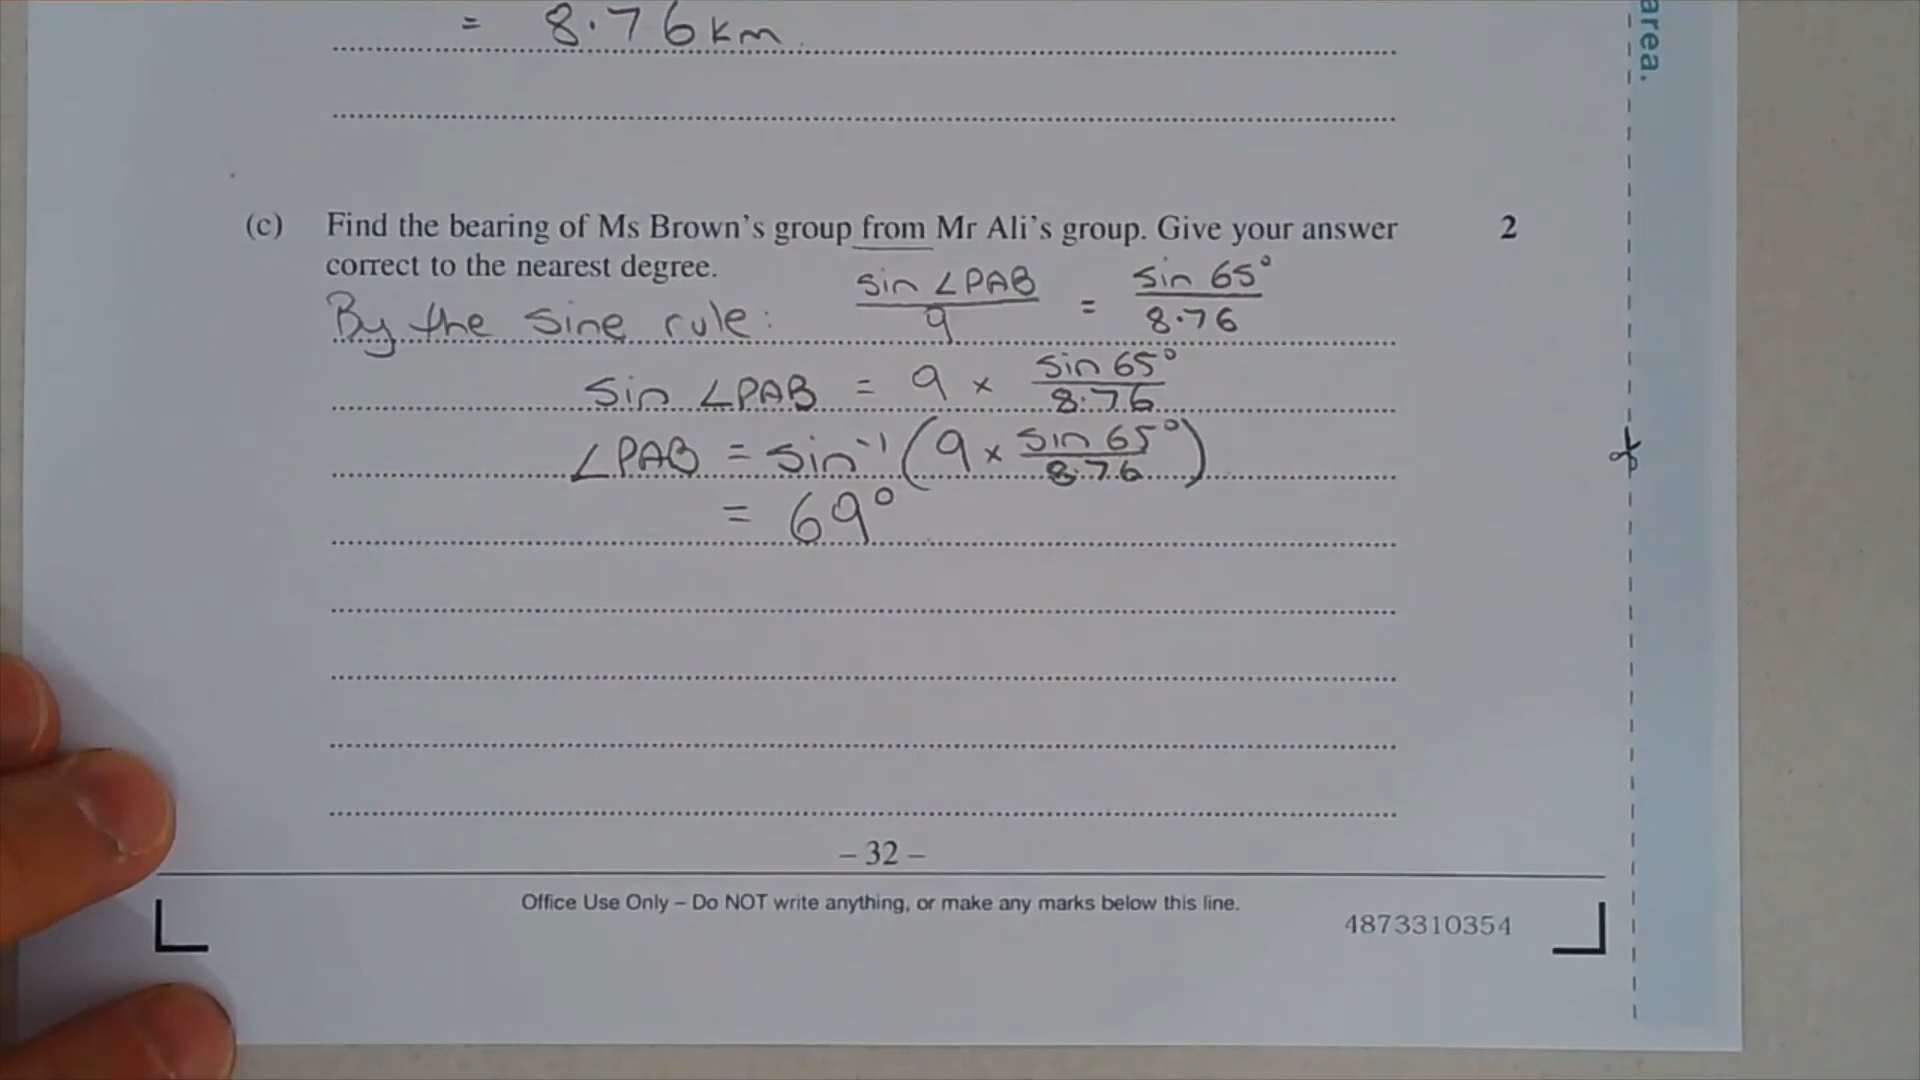 = 8.76 km
area.
(c) Find the bearing of Ms Brown's group from Mr Ali's group. Give your answer 2
correct to the nearest degree.
By the sine rule: sin ∠PAB / 9 = sin 65° / 8.76
sin ∠PAB = 9 × sin 65° / 8.76
∠PAB = sin⁻¹ (9 × sin 65° / 8.76)
= 69°
– 32 –
Office Use Only – Do NOT write anything, or make any marks below this line.
4873310354